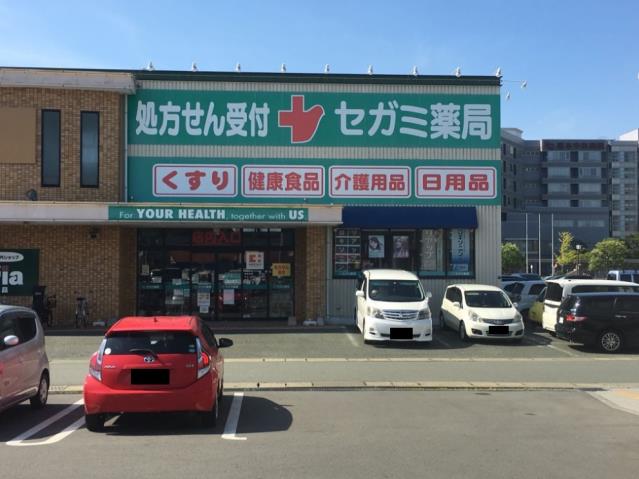 処方せん受付 セガミ薬局
くすり 健康食品 介護用品 日用品
For YOUR HEALTH, together with US